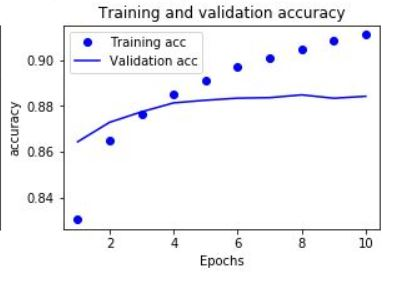 Training and validation accuracy
Training acc
Validation acc
0.90
0.88
0.86
0.84
accuracy
2 4 6 8 10
Epochs